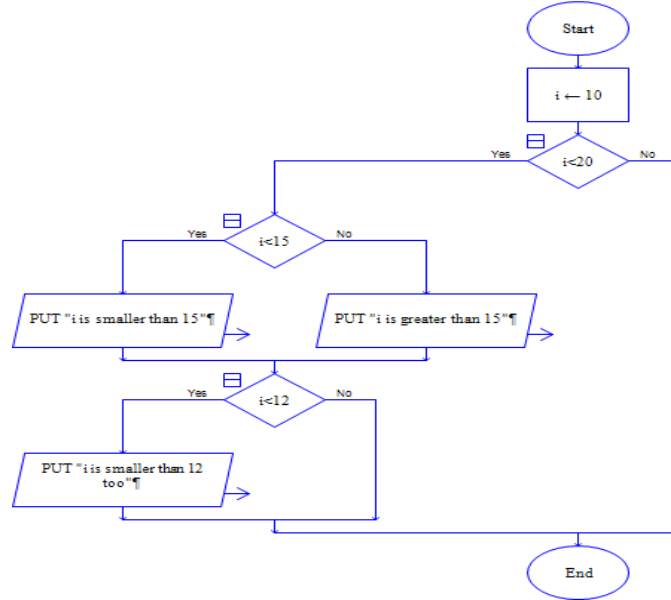 Start
i ← 10
Yes
i<20
No
Yes
i<15
No
PUT "i is smaller than 15"¶
PUT "i is greater than 15"¶
Yes
i<12
No
PUT "i is smaller than 12
too"¶
End